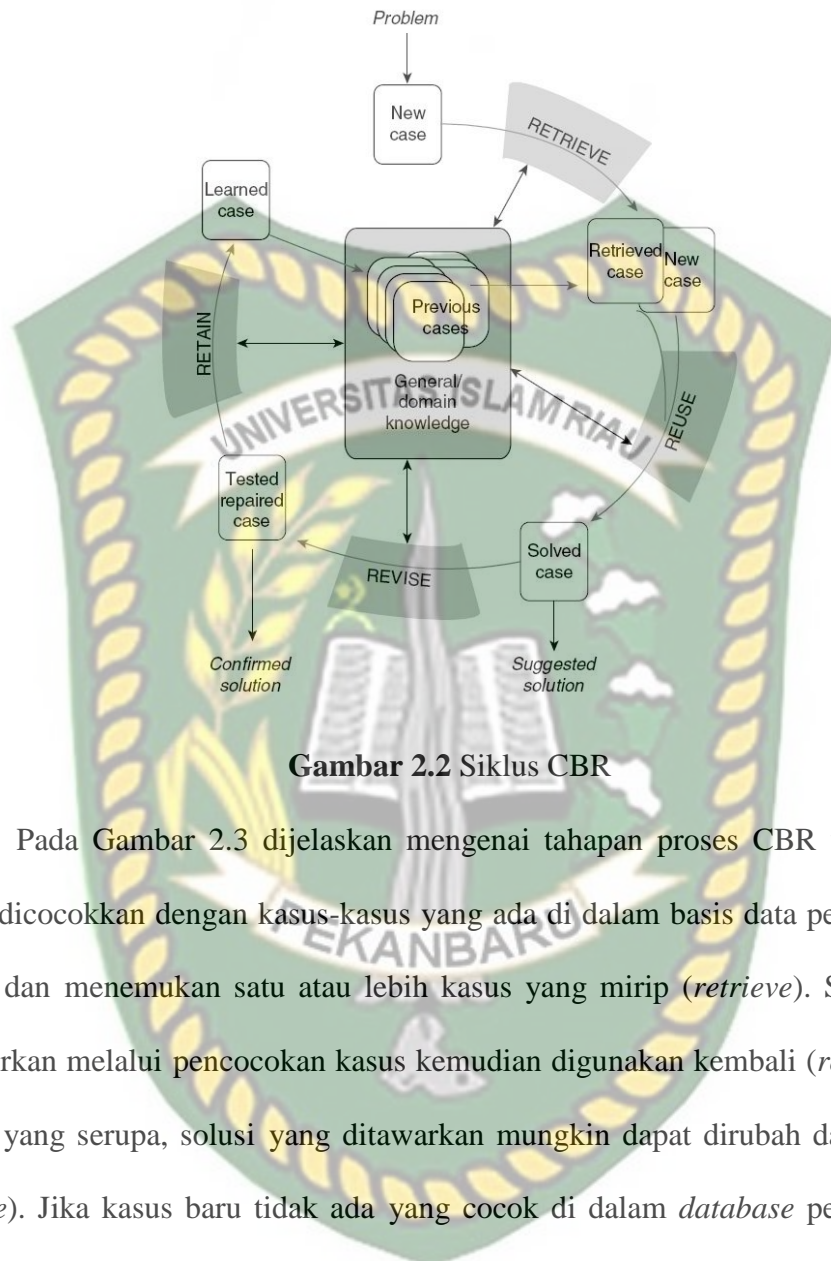 Problem
New
case
RETRIEVE
Learned
case
Retrieved
case
New
case
Previous
cases
RETAIN
General/
domain
knowledge
UNIVERSITAS ISLAM RIAU
REUSE
Tested
repaired
case
REVISE
Solved
case
Confirmed
solution
Suggested
solution
Gambar 2.2 Siklus CBR
Pada Gambar 2.3 dijelaskan mengenai tahapan proses CBR
dicocokkan dengan kasus-kasus yang ada di dalam basis data
dan menemukan satu atau lebih kasus yang mirip (retrieve).
PEKANBARU
melalui pencocokan kasus kemudian digunakan kembali
yang serupa, solusi yang ditawarkan mungkin dapat dirubah
Jika kasus baru tidak ada yang cocok di dalam database